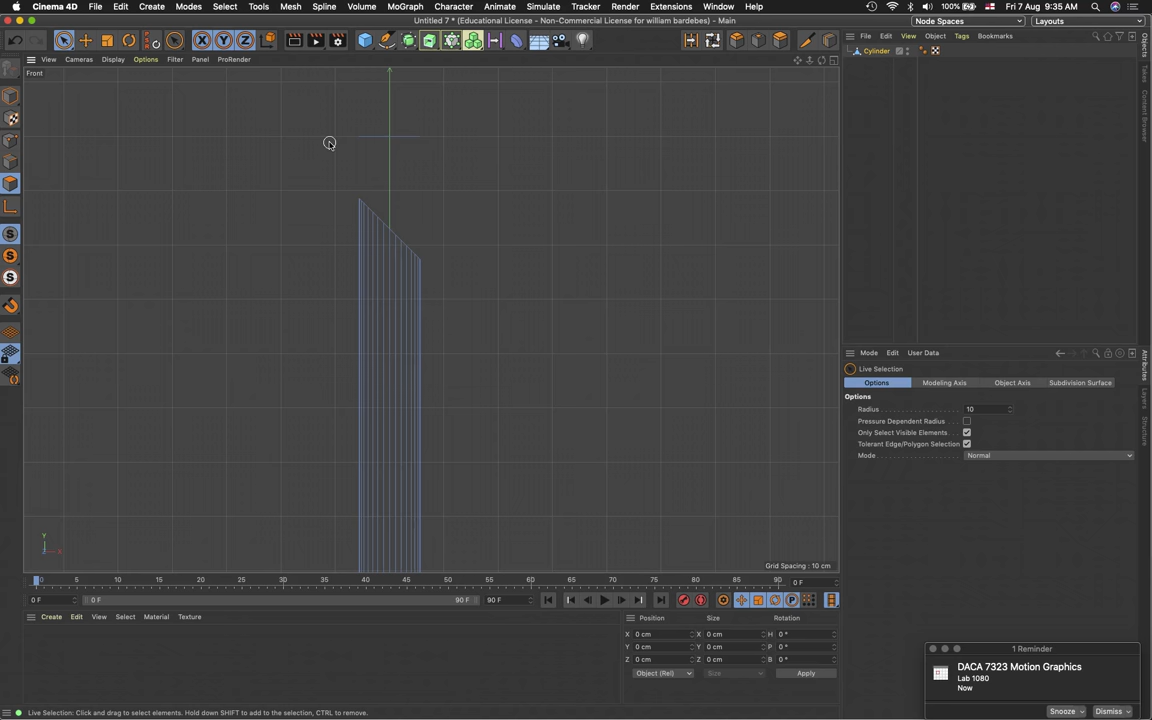 Cinema 4D File Edit Create Modes Select Tools Mesh Spline Volume MoGraph Character Animate Simulate Tracker Render Extensions Window Help 100% Fri 7 Aug 9:35 AM
Untitled 7 * (Educational License - Non-Commercial License for william bardebes) - Main
Node Spaces Layouts
X Y Z
File Edit View Object Tags Bookmarks
View Cameras Display Options Filter Panel ProRender
Front
Cylinder
Objects
Takes
Content Browser
Mode Edit User Data
Live Selection
Options Modeling Axis Object Axis Subdivision Surface
Options
Radius 10
Pressure Dependent Radius
Only Select Visible Elements
Tolerant Edge/Polygon Selection
Mode Normal
Attributes
Layers
Structure
S
S
S
Y
X
Grid Spacing : 10 cm
0 5 10 15 20 25 30 35 40 45 50 55 60 65 70 75 80 85 90 0 F
0 F 0 F 90 F 90 F
P
Create Edit View Select Material Texture
Position Size Rotation
X 0 cm X 0 cm H 0 °
Y 0 cm Y 0 cm P 0 °
Z 0 cm Z 0 cm B 0 °
Object (Rel) Size Apply
1 Reminder
DACA 7323 Motion Graphics
Lab 1080
Now
Snooze Dismiss
Live Selection: Click and drag to select elements. Hold down SHIFT to add to the selection, CTRL to remove.